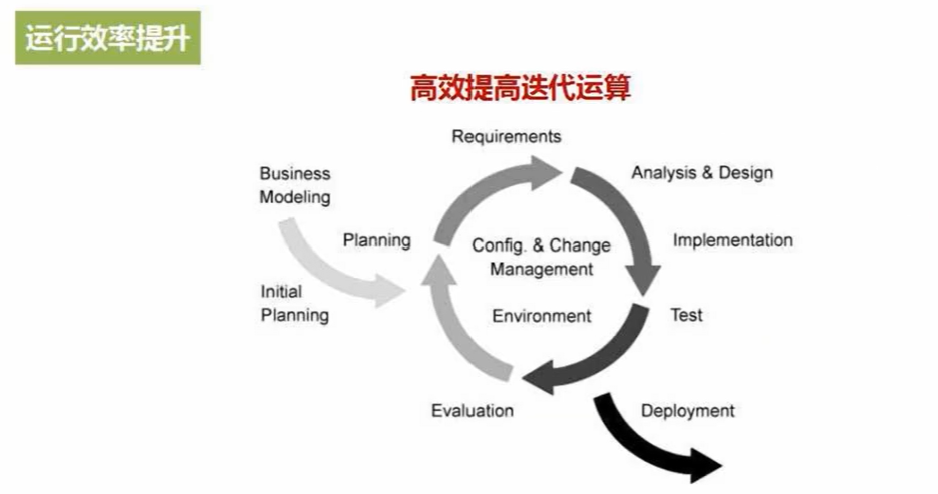 运行效率提升
高效提高迭代运算
Requirements
Business
Modeling
Analysis & Design
Planning
Config. & Change
Management
Implementation
Initial
Planning
Environment
Test
Evaluation
Deployment